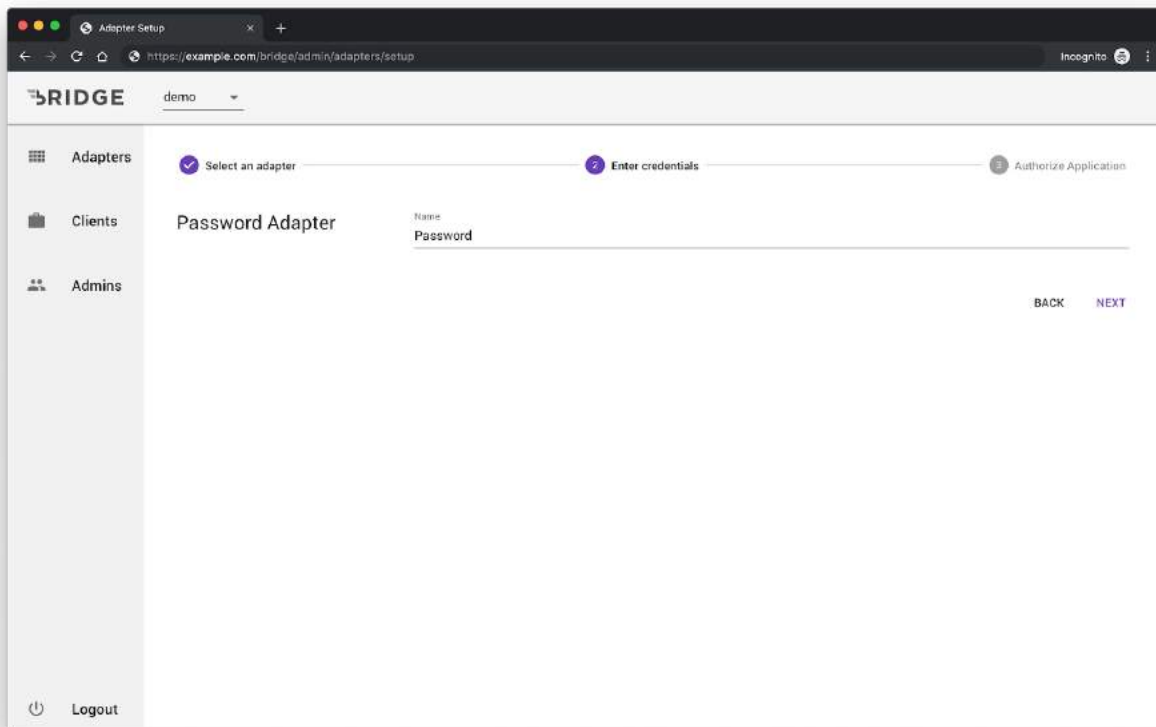 Adapter Setup
https://example.com/bridge/admin/adapters/setup
Incognito
BRIDGE
demo
Adapters
Clients
Admins
Logout
Select an adapter
2 Enter credentials
3 Authorize Application
Password Adapter
Name
Password
BACK NEXT